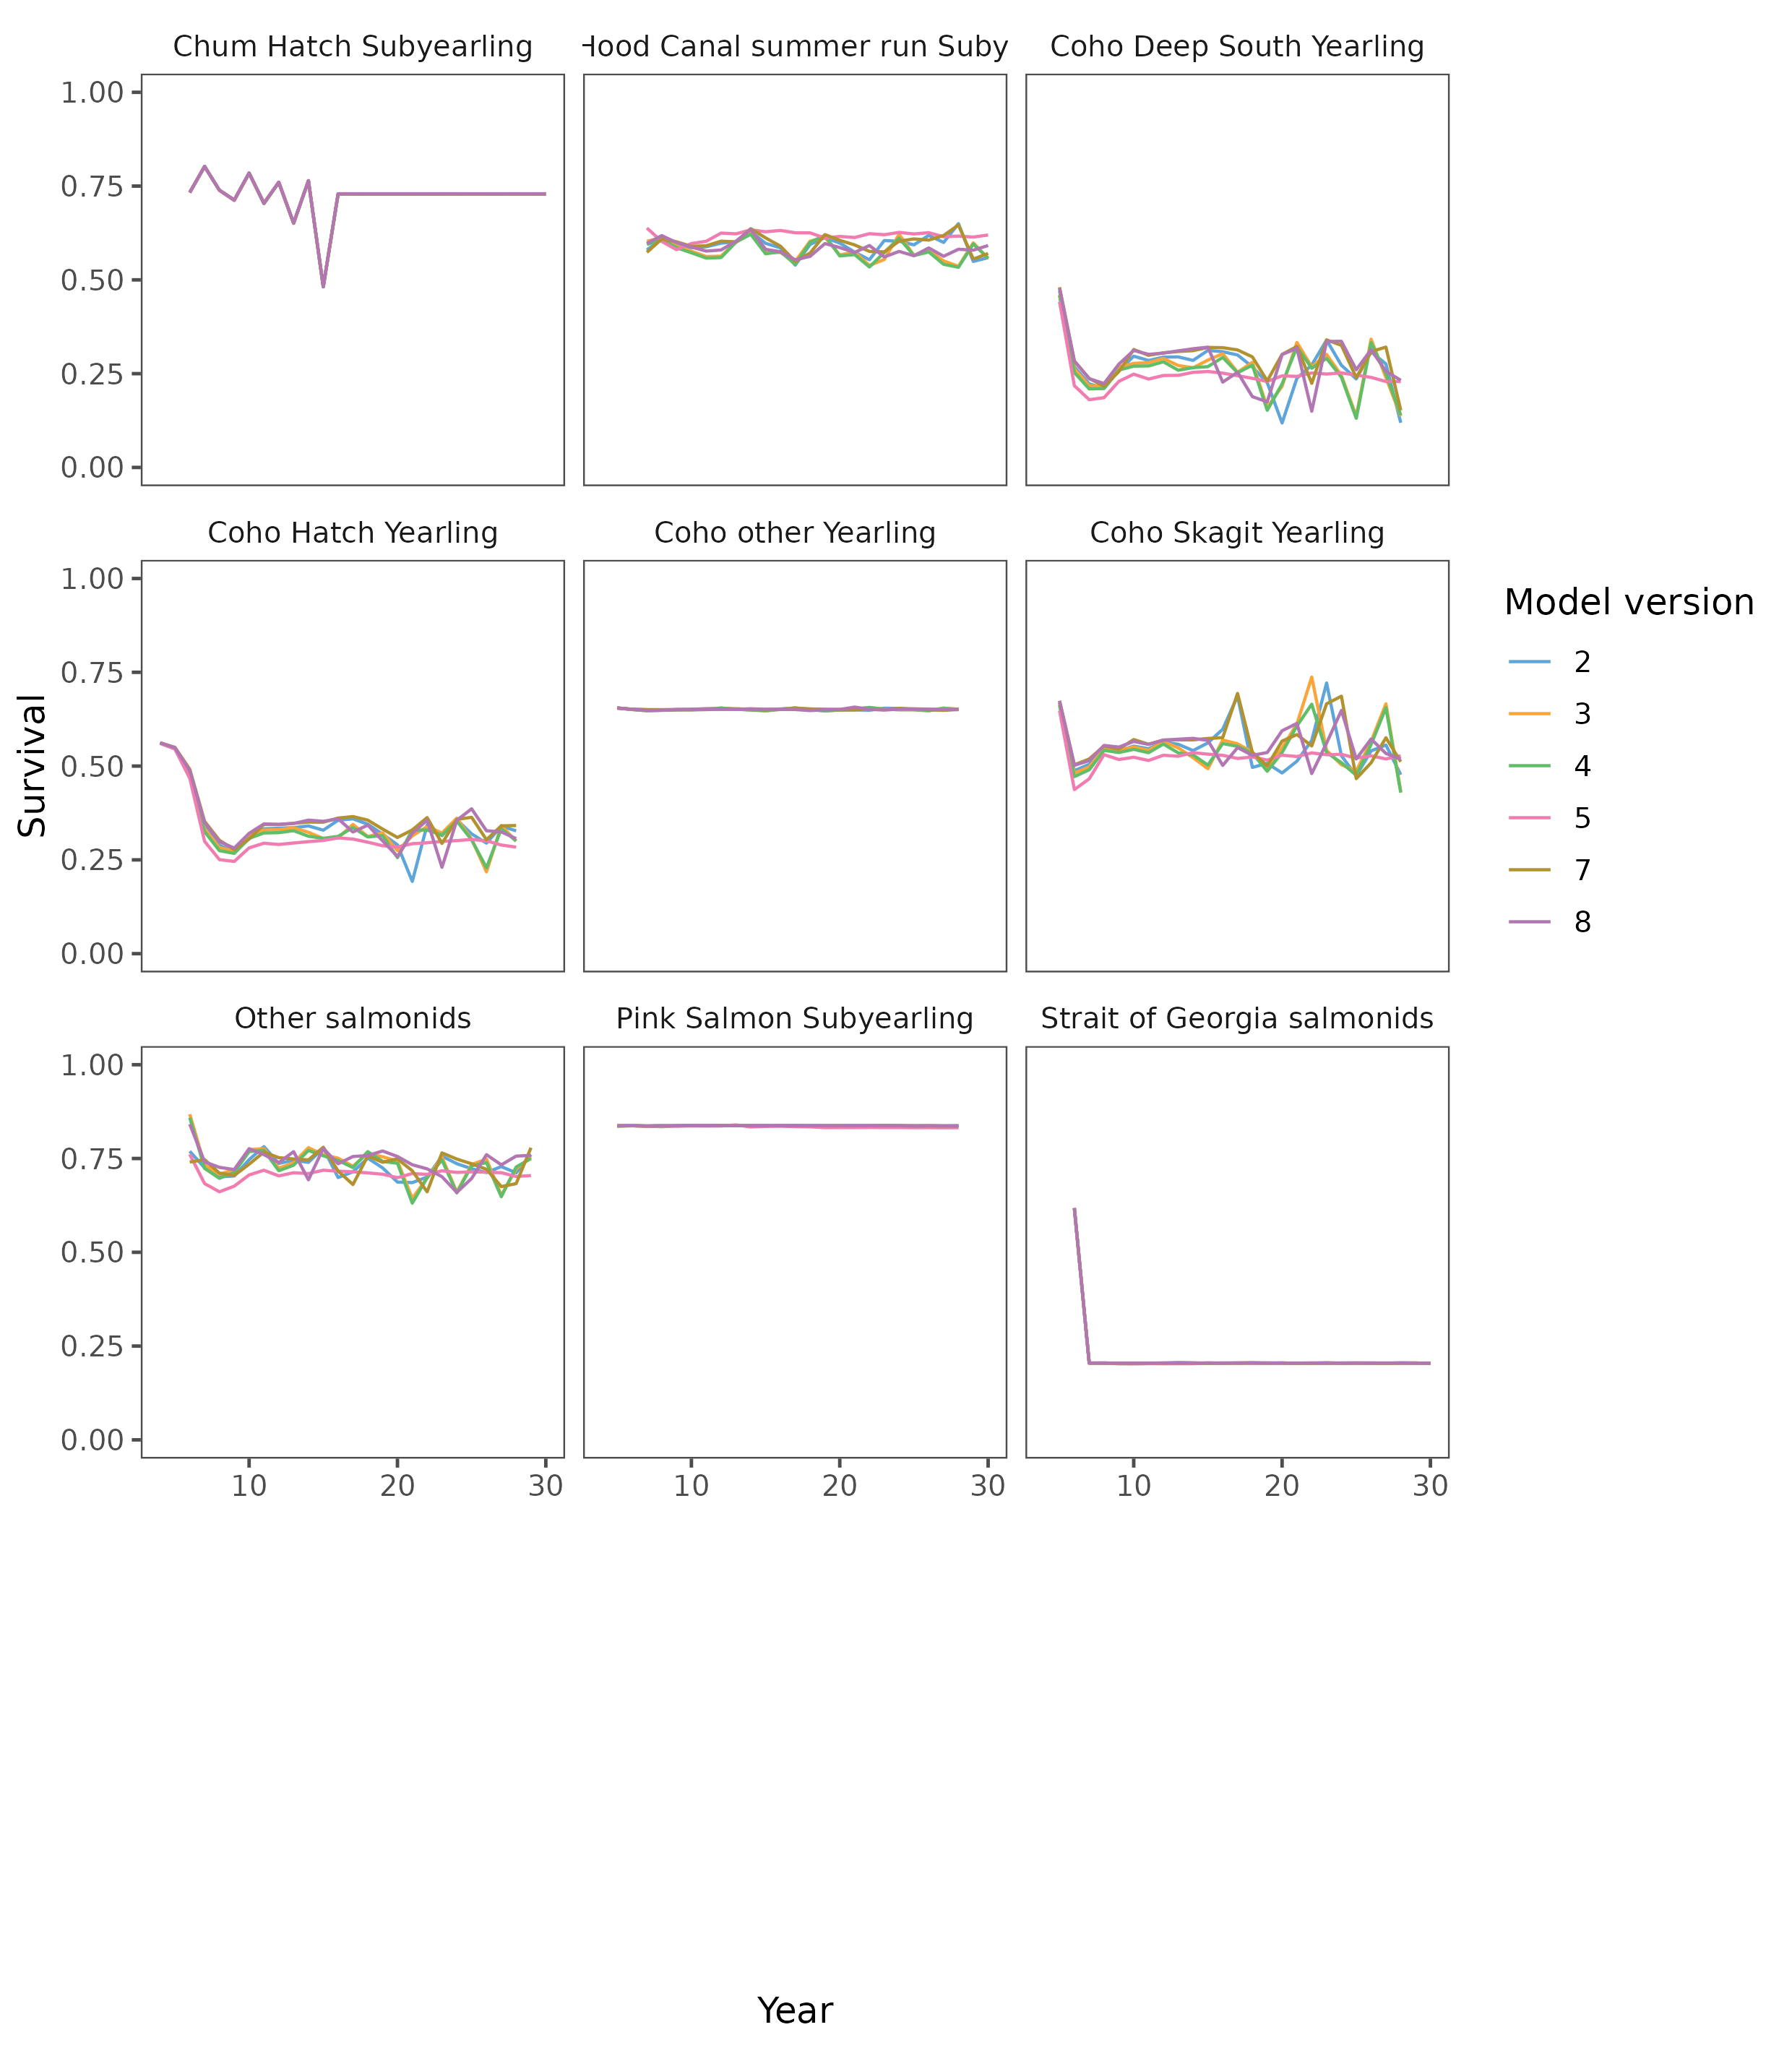 Chum Hatch Subyearling
Hood Canal summer run Suby
Coho Deep South Yearling
1.00
0.75
0.50
0.25
0.00
Coho Hatch Yearling
Coho other Yearling
Coho Skagit Yearling
1.00
0.75
0.50
0.25
0.00
Survival
Model version
2
3
4
5
7
8
Other salmonids
Pink Salmon Subyearling
Strait of Georgia salmonids
1.00
0.75
0.50
0.25
0.00
10 20 30
10 20 30
10 20 30
Year